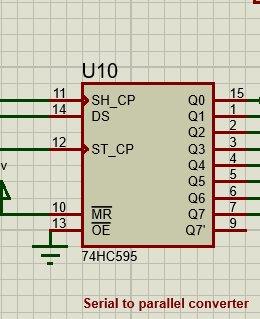 U10
11 SH_CP Q0 15
14 DS Q1 1
Q2 2
12 ST_CP Q3 3
Q4 4
Q5 5
v
Q6 6
10 MR Q7 7
13 OE Q7' 9
74HC595
Serial to parallel converter